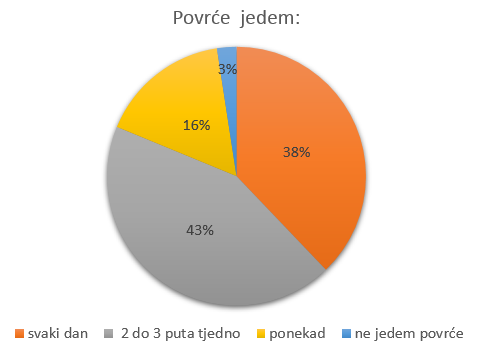 Povrće jedem:
3%
16%
38%
43%
svaki dan 2 do 3 puta tjedno ponekad ne jedem povrće